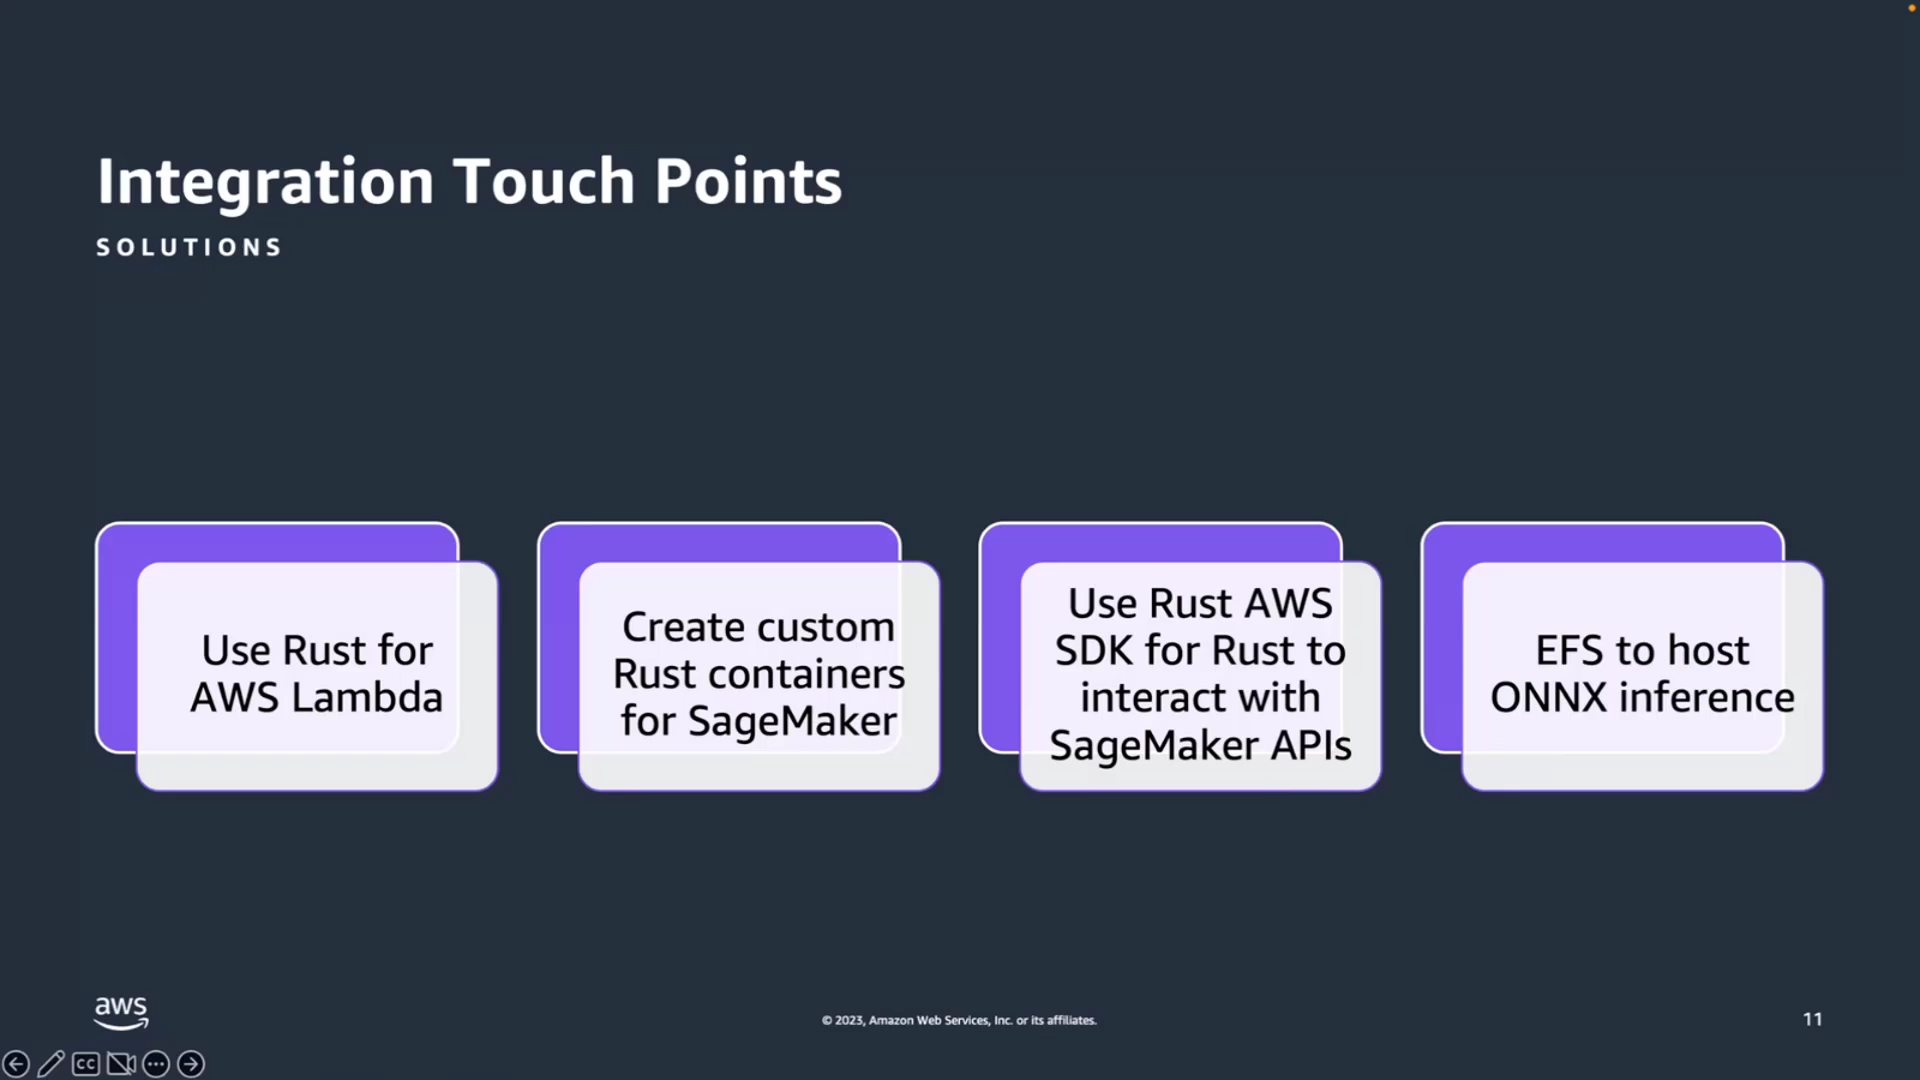 Integration Touch Points
SOLUTIONS
Use Rust for
AWS Lambda
Create custom
Rust containers
for SageMaker
Use Rust AWS
SDK for Rust to
interact with
SageMaker APIs
EFS to host
ONNX inference
aws
© 2023, Amazon Web Services, Inc. or its affiliates.
11
CC